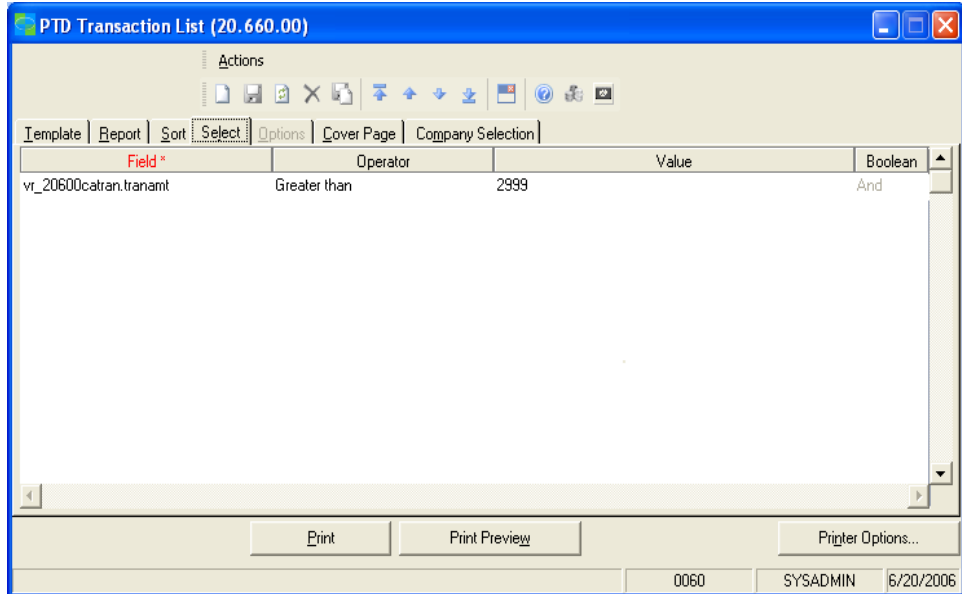 PTD Transaction List (20.660.00)
Actions
Template Report Sort Select Options Cover Page Company Selection
Field * Operator Value Boolean
vr_20600catran.tranamt Greater than 2999 And
Print Print Preview Printer Options...
0060 SYSADMIN 6/20/2006